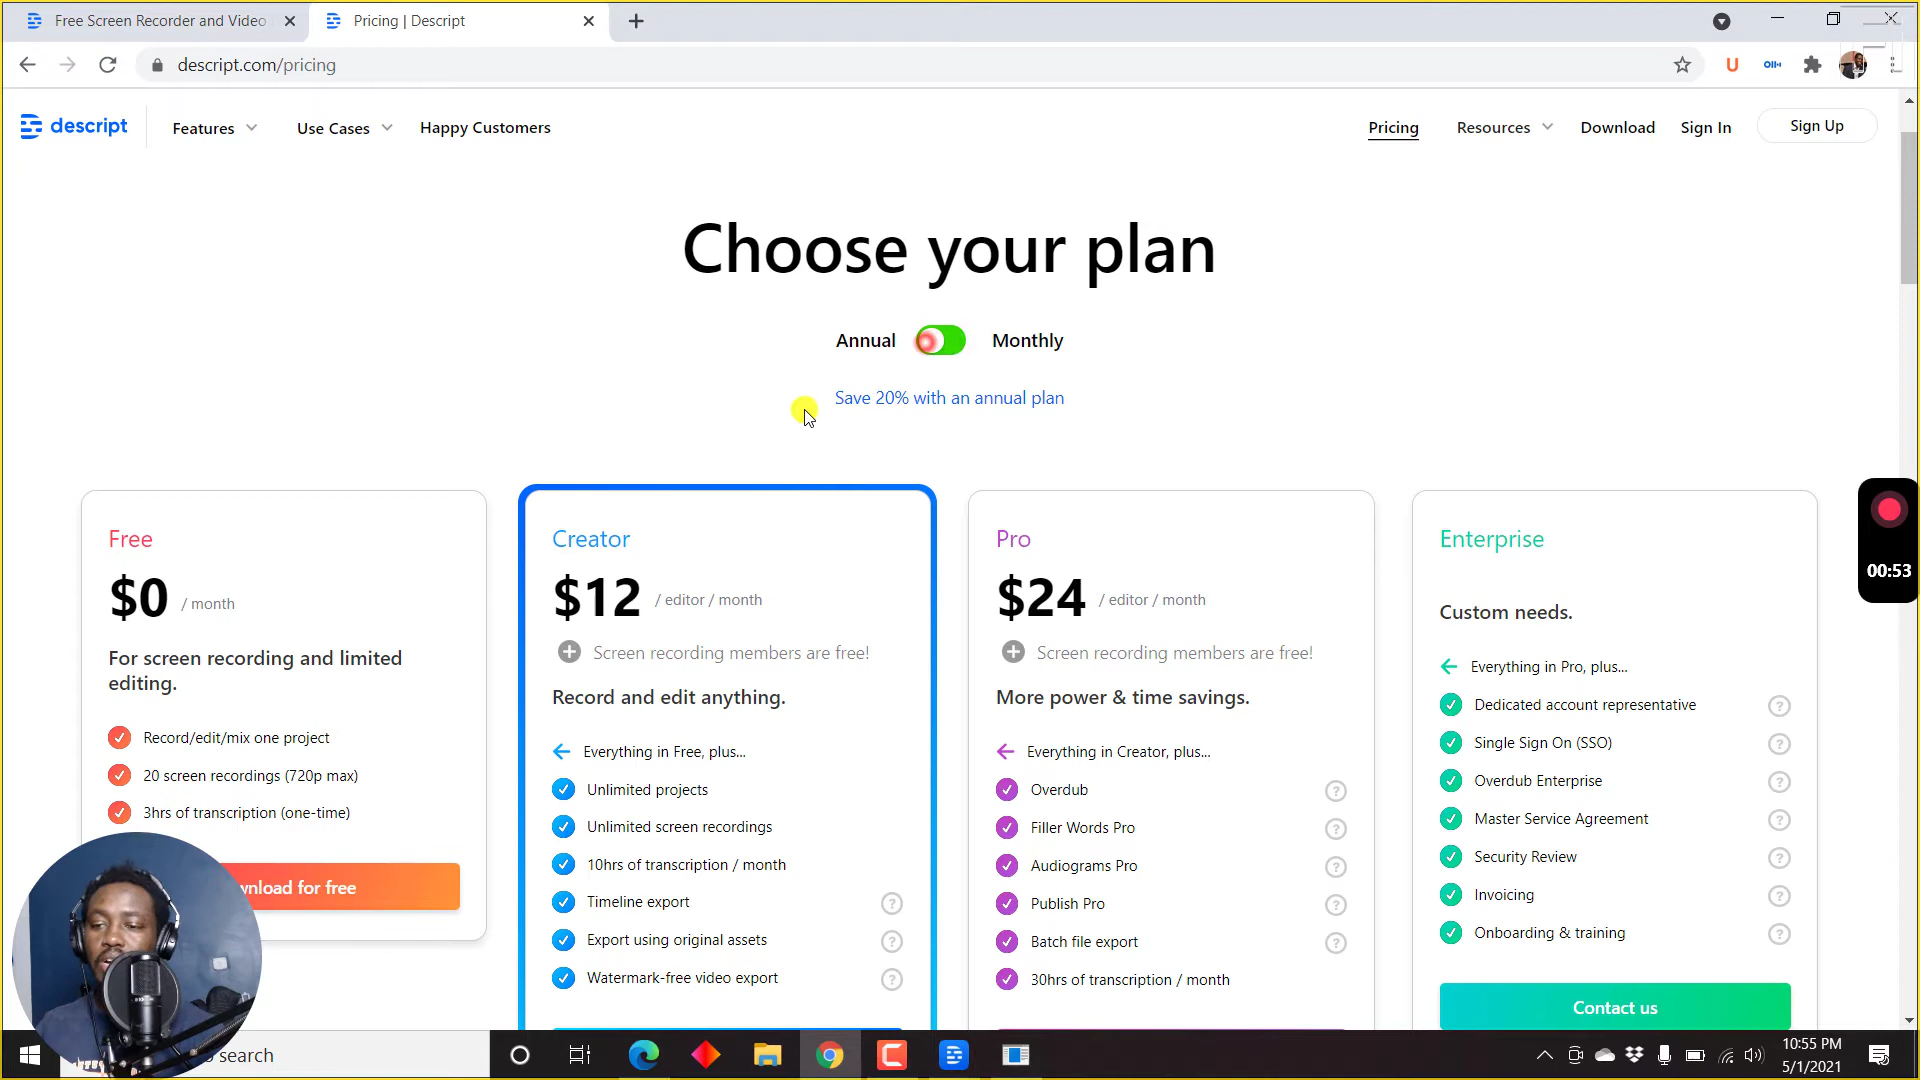 Free Screen Recorder and Video
Pricing | Descript
descript.com/pricing
descript
Features
Use Cases
Happy Customers
Pricing
Resources
Download
Sign In
Sign Up
Choose your plan
Annual
Monthly
Save 20% with an annual plan
Free
$0 / month
For screen recording and limited
editing.
Record/edit/mix one project
20 screen recordings (720p max)
3hrs of transcription (one-time)
wnload for free
Creator
$12 / editor / month
Screen recording members are free!
Record and edit anything.
Everything in Free, plus...
Unlimited projects
Unlimited screen recordings
10hrs of transcription / month
Timeline export
?
Export using original assets
?
Watermark-free video export
?
Pro
$24 / editor / month
Screen recording members are free!
More power & time savings.
Everything in Creator, plus...
Overdub
?
Filler Words Pro
?
Audiograms Pro
?
Publish Pro
?
Batch file export
?
30hrs of transcription / month
Enterprise
Custom needs.
Everything in Pro, plus...
Dedicated account representative
?
Single Sign On (SSO)
?
Overdub Enterprise
?
Master Service Agreement
?
Security Review
?
Invoicing
?
Onboarding & training
?
Contact us
00:53
search
10:55 PM
5/1/2021